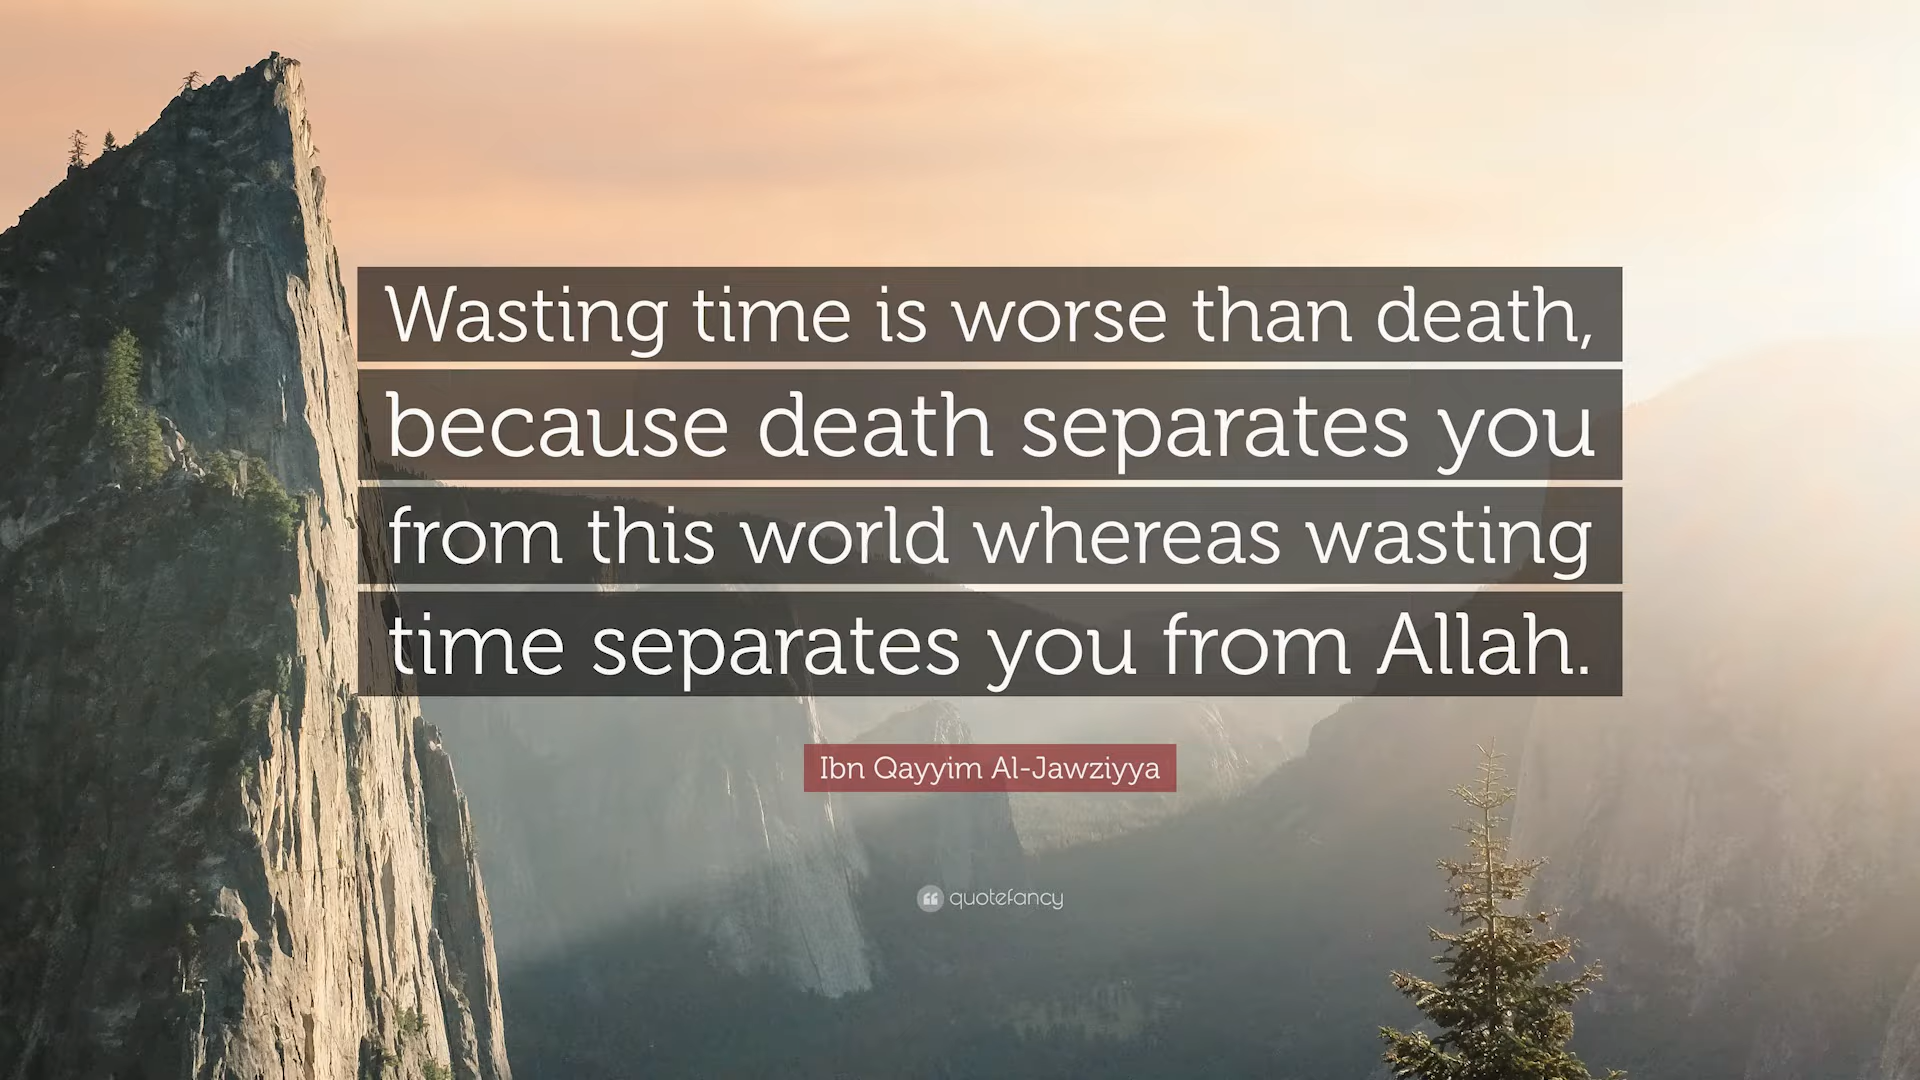 Wasting time is worse than death,
because death separates you
from this world whereas wasting
time separates you from Allah.
Ibn Qayyim Al-Jawziyya
quotefancy